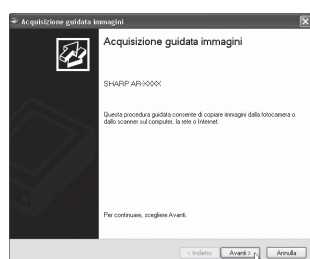 Acquisizione guidata immagini
Acquisizione guidata immagini
SHARP AR-XXXX
Questa procedura guidata consente di copiare immagini dalla fotocamera o
dallo scanner sul computer, la rete o Internet.
Per continuare, scegliere Avanti.
< Indietro Avanti > Annulla